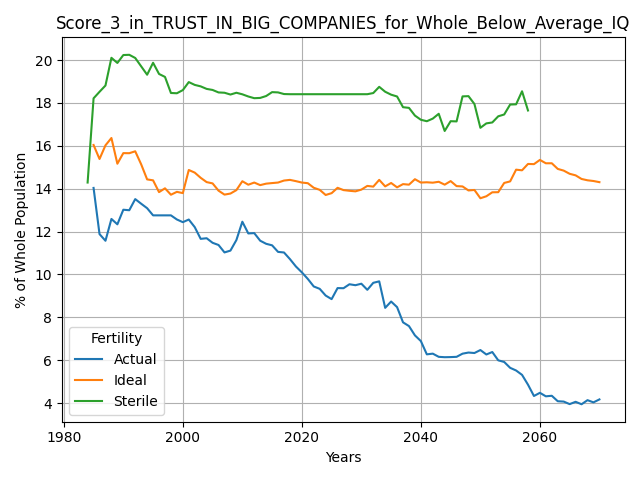 Score_3_in_TRUST_IN_BIG_COMPANIES_for_Whole_Below_Average_IQ
% of Whole Population
20
18
16
14
12
10
8
6
4
Fertility
Actual
Ideal
Sterile
1980
2000
2020
2040
2060
Years